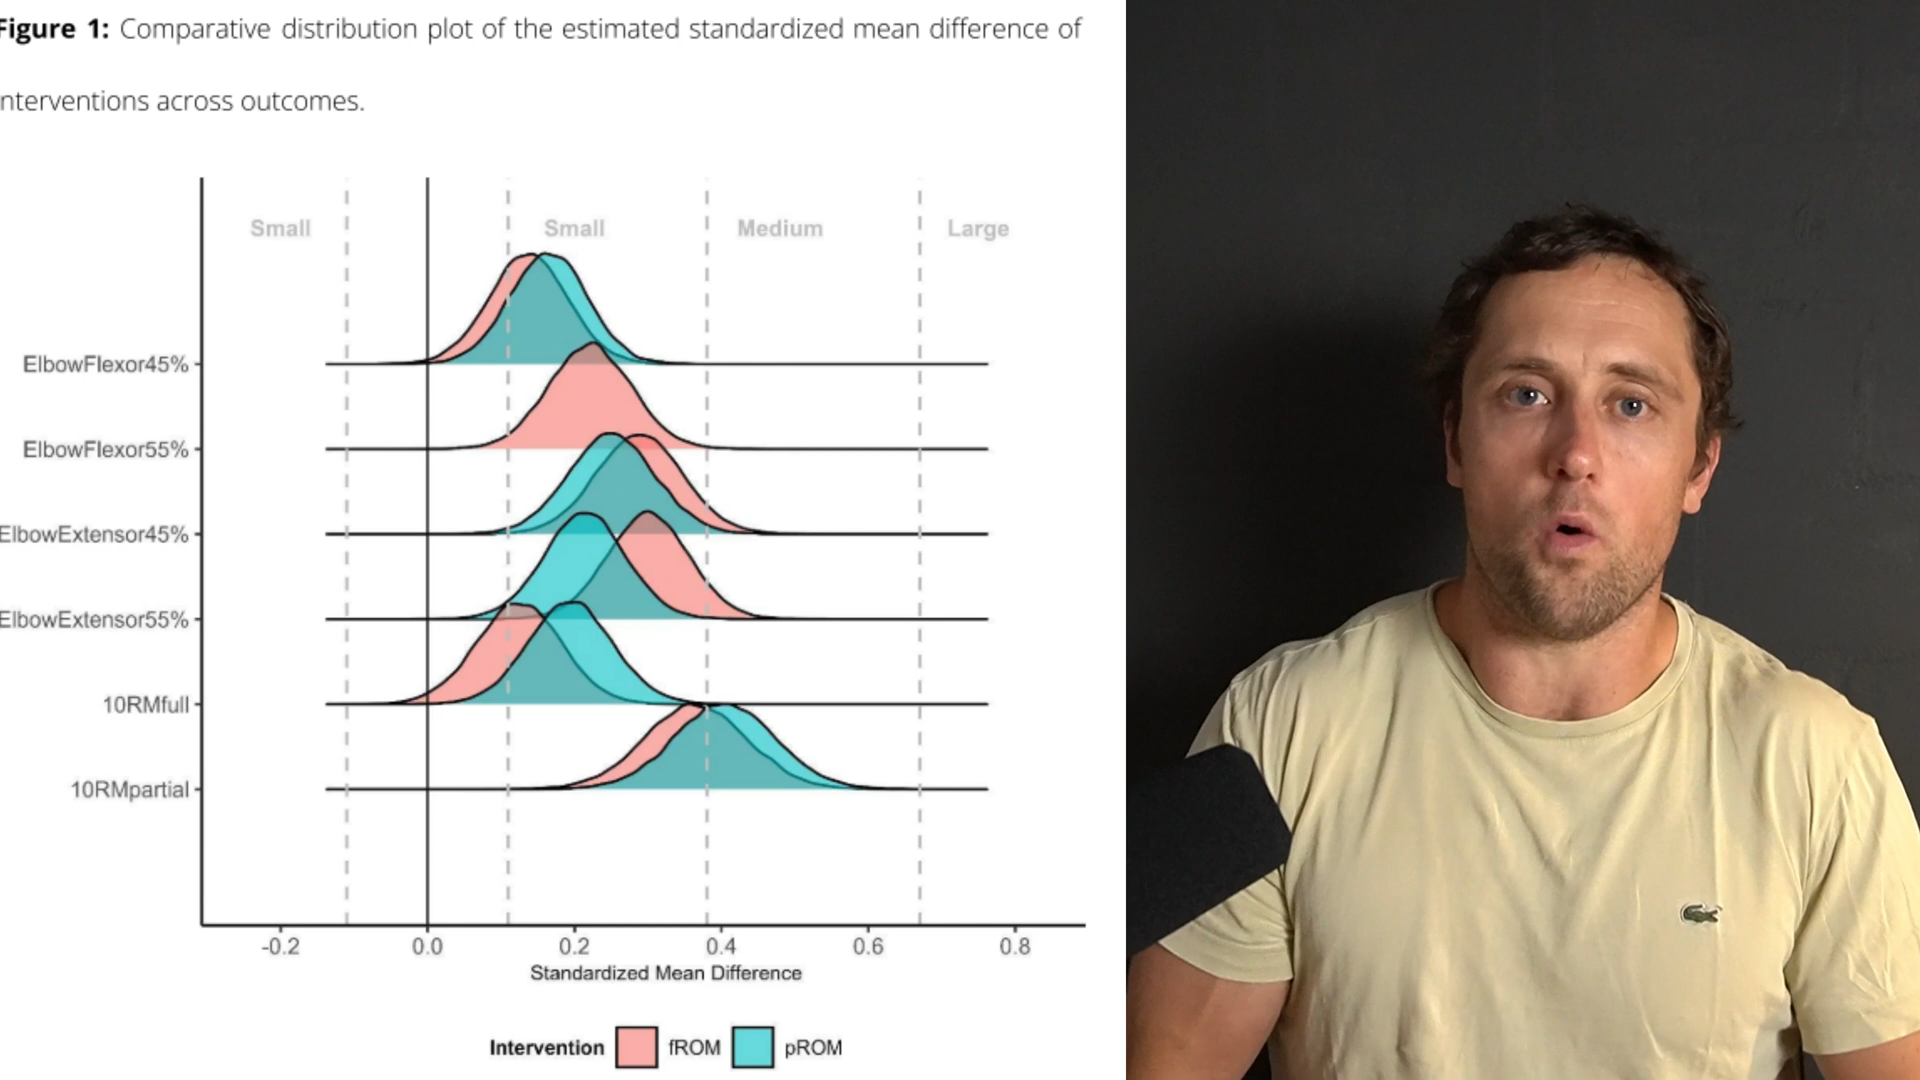 Figure 1: Comparative distribution plot of the estimated standardized mean difference of
interventions across outcomes.
Small Small Medium Large
ElbowFlexor45%
ElbowFlexor55%
ElbowExtensor45%
ElbowExtensor55%
10RMfull
10RMpartial
-0.2 0.0 0.2 0.4 0.6 0.8
Standardized Mean Difference
Intervention fROM pROM